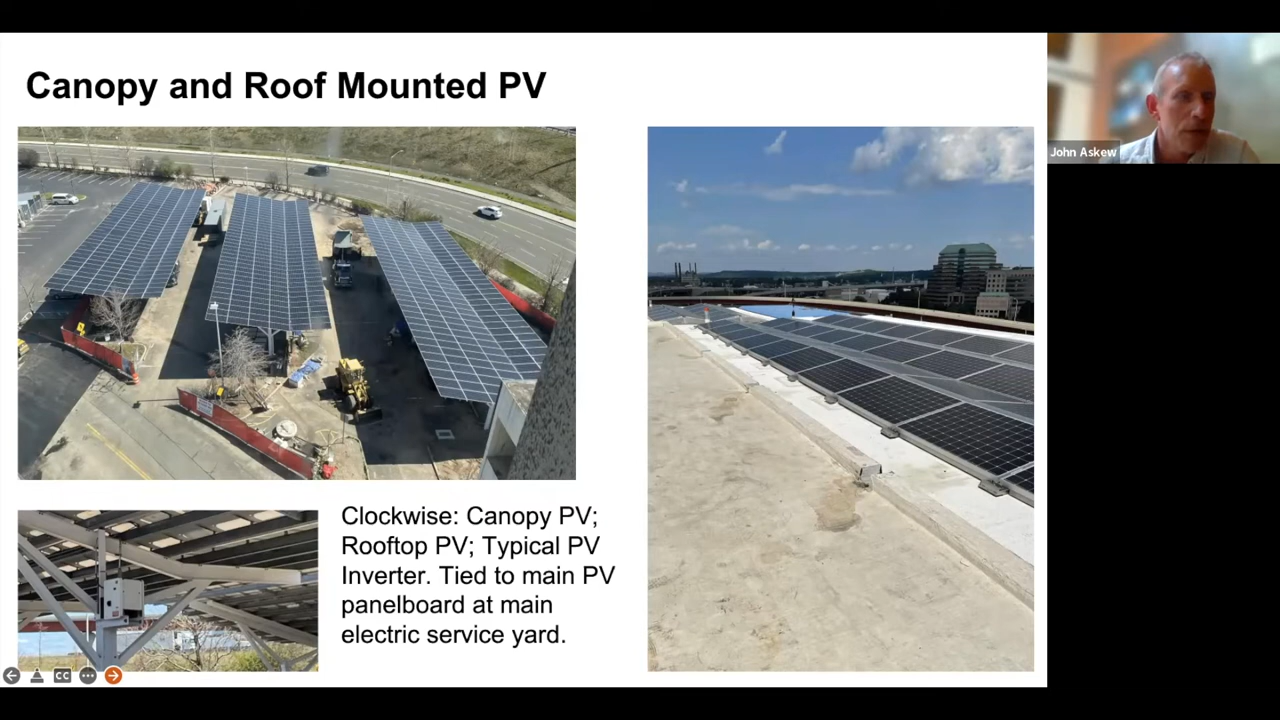 Canopy and Roof Mounted PV
John Askew
Clockwise: Canopy PV;
Rooftop PV; Typical PV
Inverter. Tied to main PV
panelboard at main
electric service yard.
CC